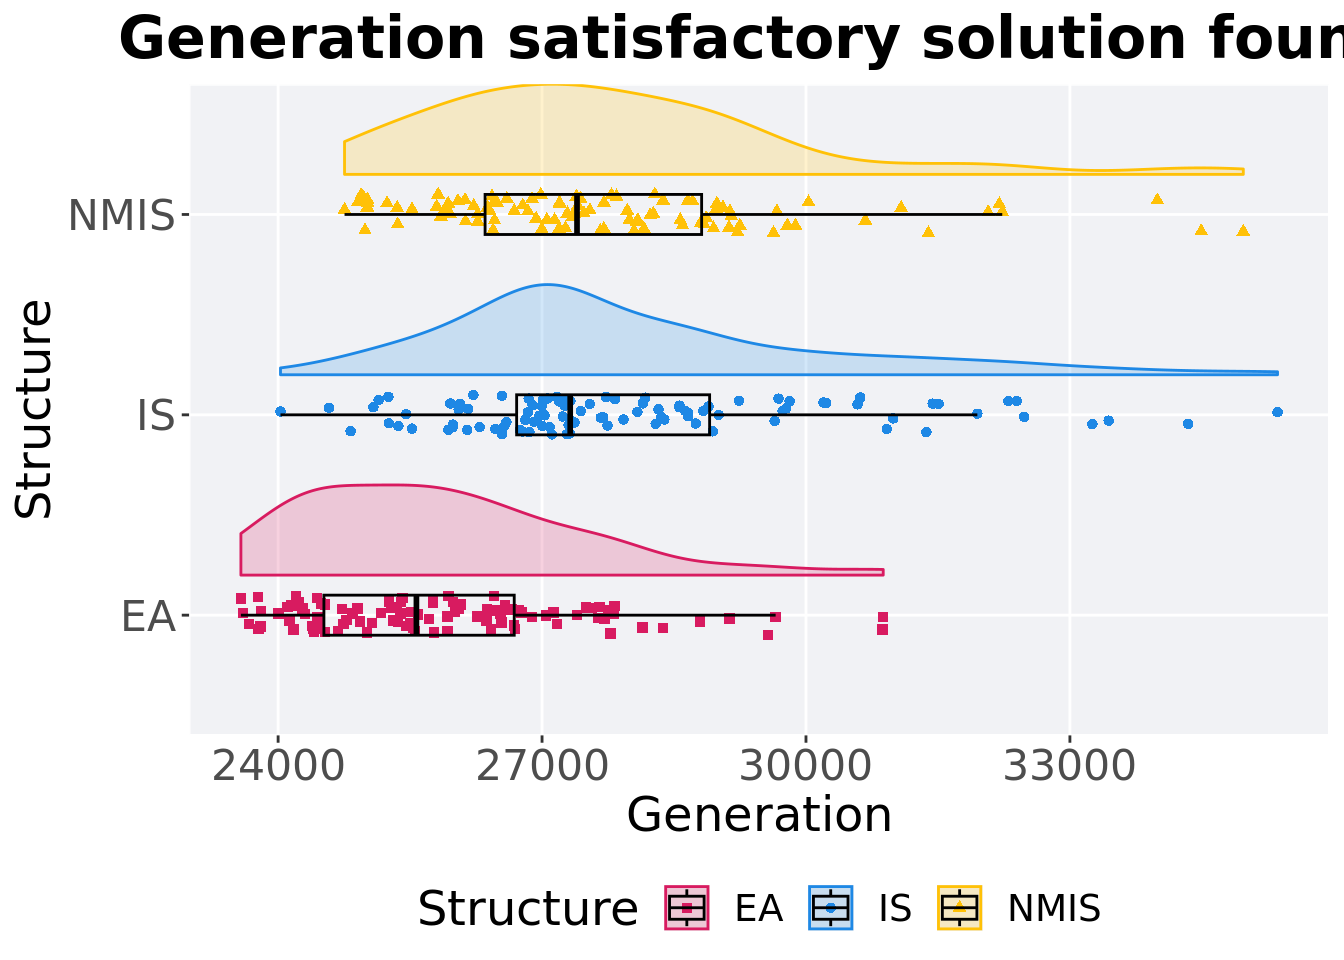 Generation satisfactory solution foun
NMIS
IS
EA
Structure
24000 27000 30000 33000
Generation
Structure EA IS NMIS